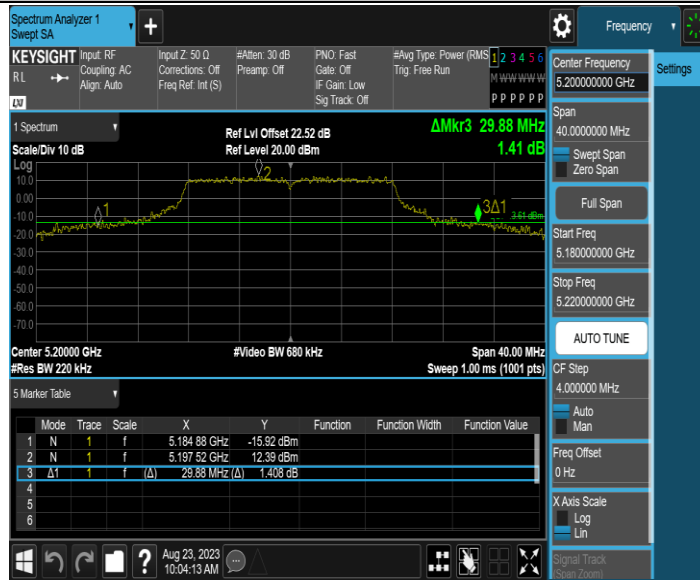 Spectrum Analyzer 1
Swept SA
+
Frequency
KEYSIGHT
RL
LXI
Input: RF
Coupling: AC
Align: Auto
Input Z: 50 Ω
Corrections: Off
Freq Ref: Int (S)
#Atten: 30 dB
Preamp: Off
PNO: Fast
Gate: Off
IF Gain: Low
Sig Track: Off
#Avg Type: Power (RMS
Trig: Free Run
1 2 3 4 5 6
M W W W W W
P P P P P P
1 Spectrum
Scale/Div 10 dB
Ref Lvl Offset 22.52 dB
Ref Level 20.00 dBm
ΔMkr3 29.88 MHz
1.41 dB
Log
10.0
0.00
-10.0
-20.0
-30.0
-40.0
-50.0
-60.0
-70.0
1
2
3Δ1
Center 5.20000 GHz
#Res BW 220 kHz
#Video BW 680 kHz
Span 40.00 MHz
Sweep 1.00 ms (1001 pts)
5 Marker Table
Mode Trace Scale X Y Function Function Width Function Value
1 N 1 f 5.184 88 GHz -15.92 dBm
2 N 1 f 5.197 52 GHz 12.39 dBm
3 Δ1 1 f (Δ) 29.88 MHz (Δ) 1.408 dB
4
5
6
?
Aug 23, 2023
10:04:13 AM
Settings
Center Frequency
5.200000000 GHz
Span
40.0000000 MHz
Swept Span
Zero Span
Full Span
Start Freq
5.180000000 GHz
Stop Freq
5.220000000 GHz
AUTO TUNE
CF Step
4.000000 MHz
Auto
Man
Freq Offset
0 Hz
X Axis Scale
Log
Lin
Signal Track
(Span Zoom)